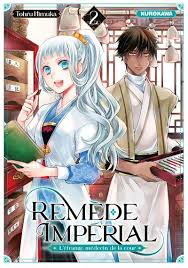 Tohru Himuka
KUROKAWA
2
REMÈDE
IMPÉRIAL
L'étrange médecin de la cour